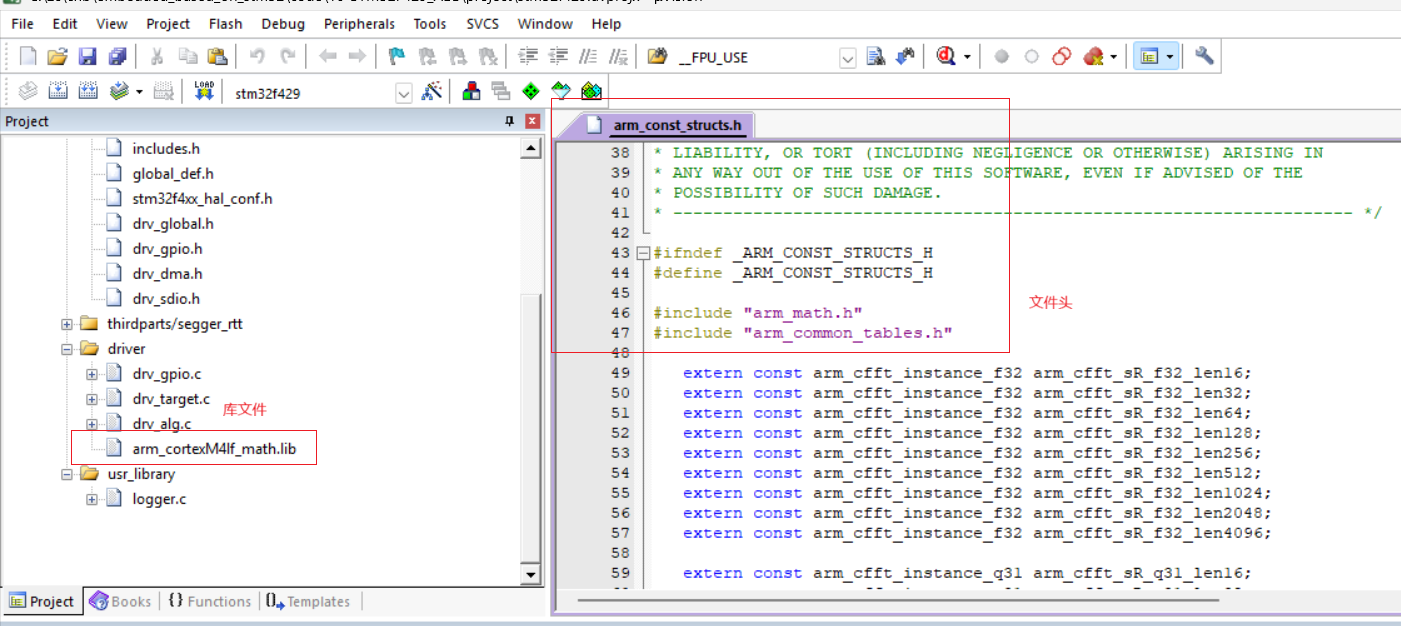 File Edit View Project Flash Debug Peripherals Tools SVCS Window Help
__FPU_USE
LOAD
stm32f429
Project
includes.h
global_def.h
stm32f4xx_hal_conf.h
drv_global.h
drv_gpio.h
drv_dma.h
drv_sdio.h
thirdparts/segger_rtt
driver
drv_gpio.c
drv_target.c
库文件
drv_alg.c
arm_cortexM4lf_math.lib
usr_library
logger.c
Project Books Functions Templates
arm_const_structs.h
38 * LIABILITY, OR TORT (INCLUDING NEGLIGENCE OR OTHERWISE) ARISING IN
39 * ANY WAY OUT OF THE USE OF THIS SOFTWARE, EVEN IF ADVISED OF THE
40 * POSSIBILITY OF SUCH DAMAGE.
41 * -------------------------------------------------------------------- */
42
43 #ifndef _ARM_CONST_STRUCTS_H
44 #define _ARM_CONST_STRUCTS_H
45
文件头
46 #include "arm_math.h"
47 #include "arm_common_tables.h"
48
49 extern const arm_cfft_instance_f32 arm_cfft_sR_f32_len16;
50 extern const arm_cfft_instance_f32 arm_cfft_sR_f32_len32;
51 extern const arm_cfft_instance_f32 arm_cfft_sR_f32_len64;
52 extern const arm_cfft_instance_f32 arm_cfft_sR_f32_len128;
53 extern const arm_cfft_instance_f32 arm_cfft_sR_f32_len256;
54 extern const arm_cfft_instance_f32 arm_cfft_sR_f32_len512;
55 extern const arm_cfft_instance_f32 arm_cfft_sR_f32_len1024;
56 extern const arm_cfft_instance_f32 arm_cfft_sR_f32_len2048;
57 extern const arm_cfft_instance_f32 arm_cfft_sR_f32_len4096;
58
59 extern const arm_cfft_instance_q31 arm_cfft_sR_q31_len16;